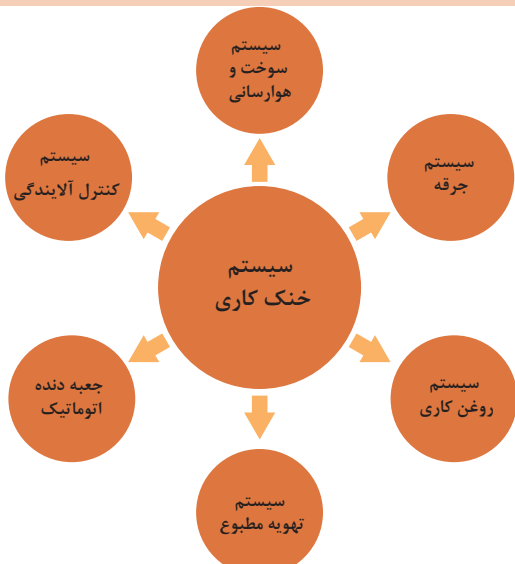 سیستم
سوخت و
هوارسانی
سیستم
جرقه
سیستم
کنترل آلایندگی
سیستم
خنک کاری
سیستم
روغن کاری
جعبه دنده
اتوماتیک
سیستم
تهویه مطبوع